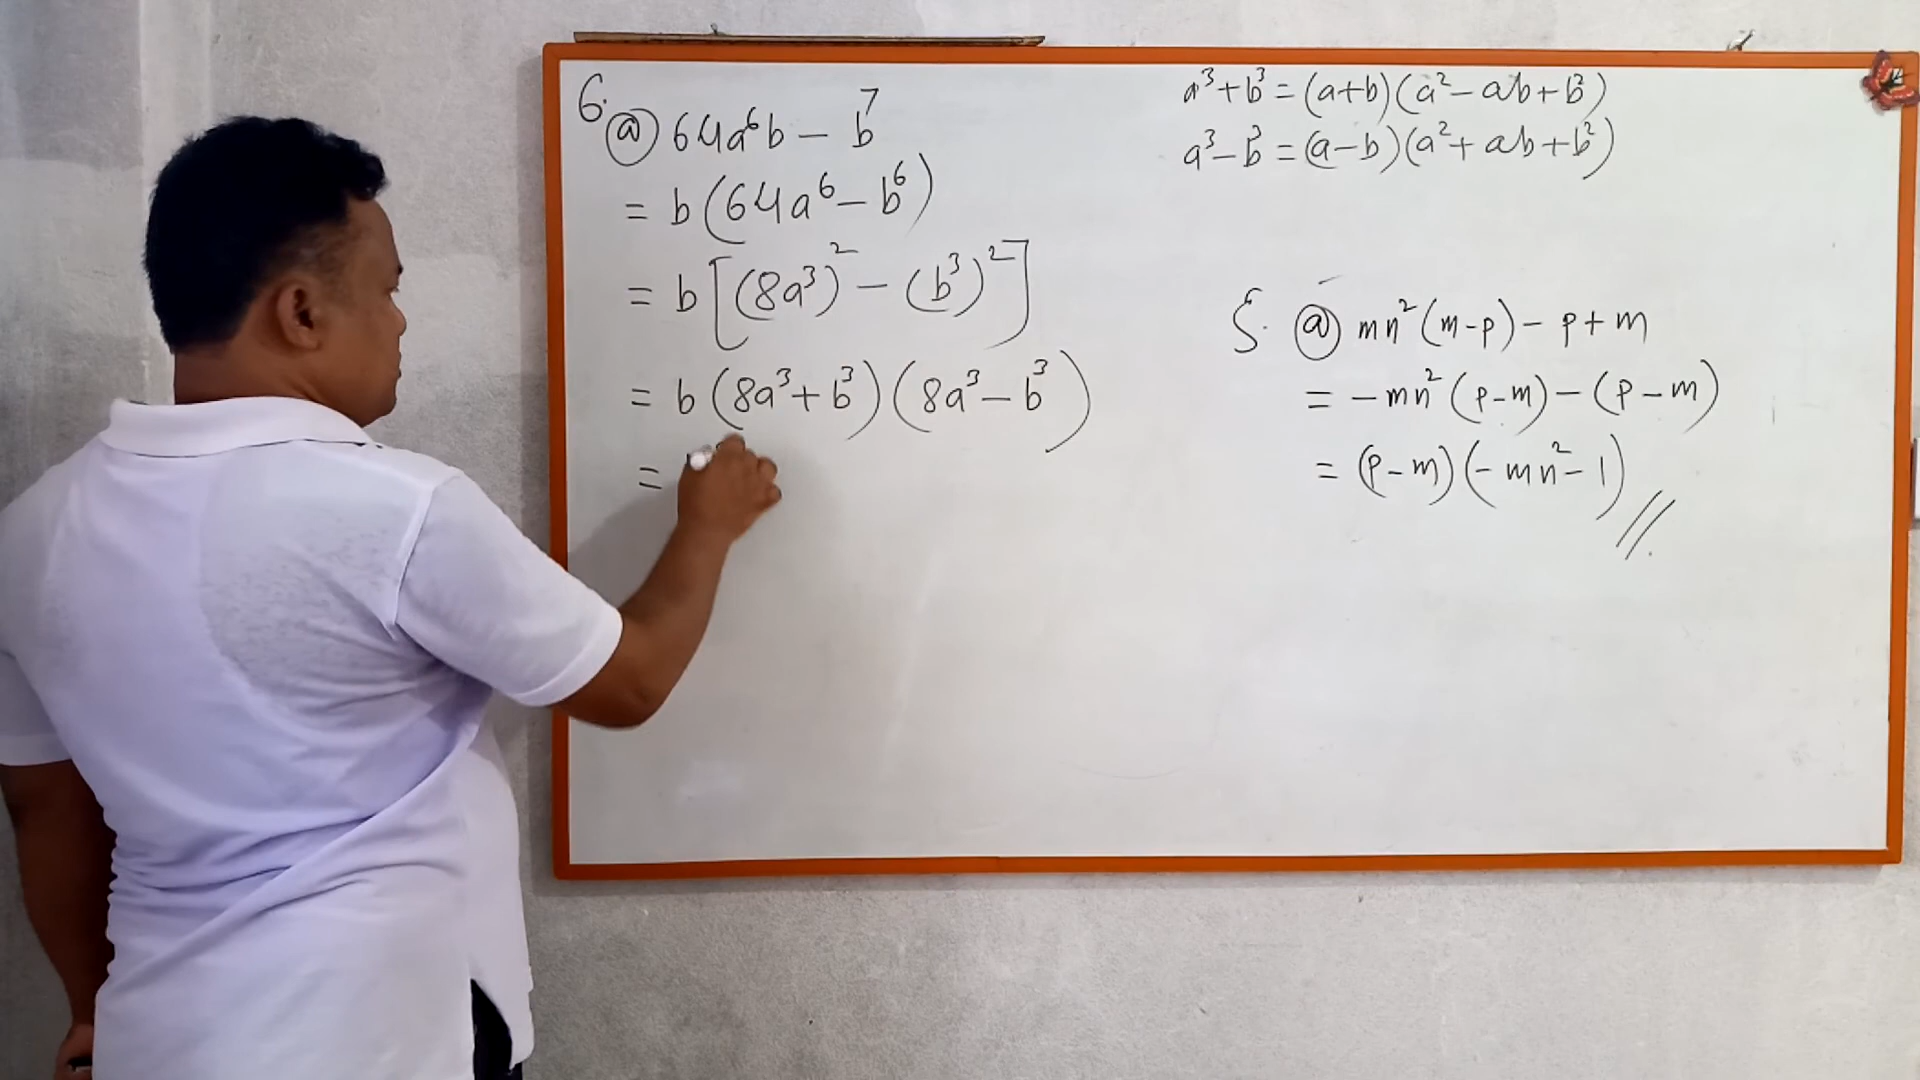 6. ⓐ 64a⁶b − b⁷
= b(64a⁶ − b⁶)
= b[(8a³)² − (b³)²]
= b(8a³ + b³)(8a³ − b³)
=
a³ + b³ = (a+b)(a² − ab + b²)
a³ − b³ = (a−b)(a² + ab + b²)
5. ⓐ mn²(m-p) − p + m
= −mn²(p−m) − (p−m)
= (p−m)(−mn² − 1)